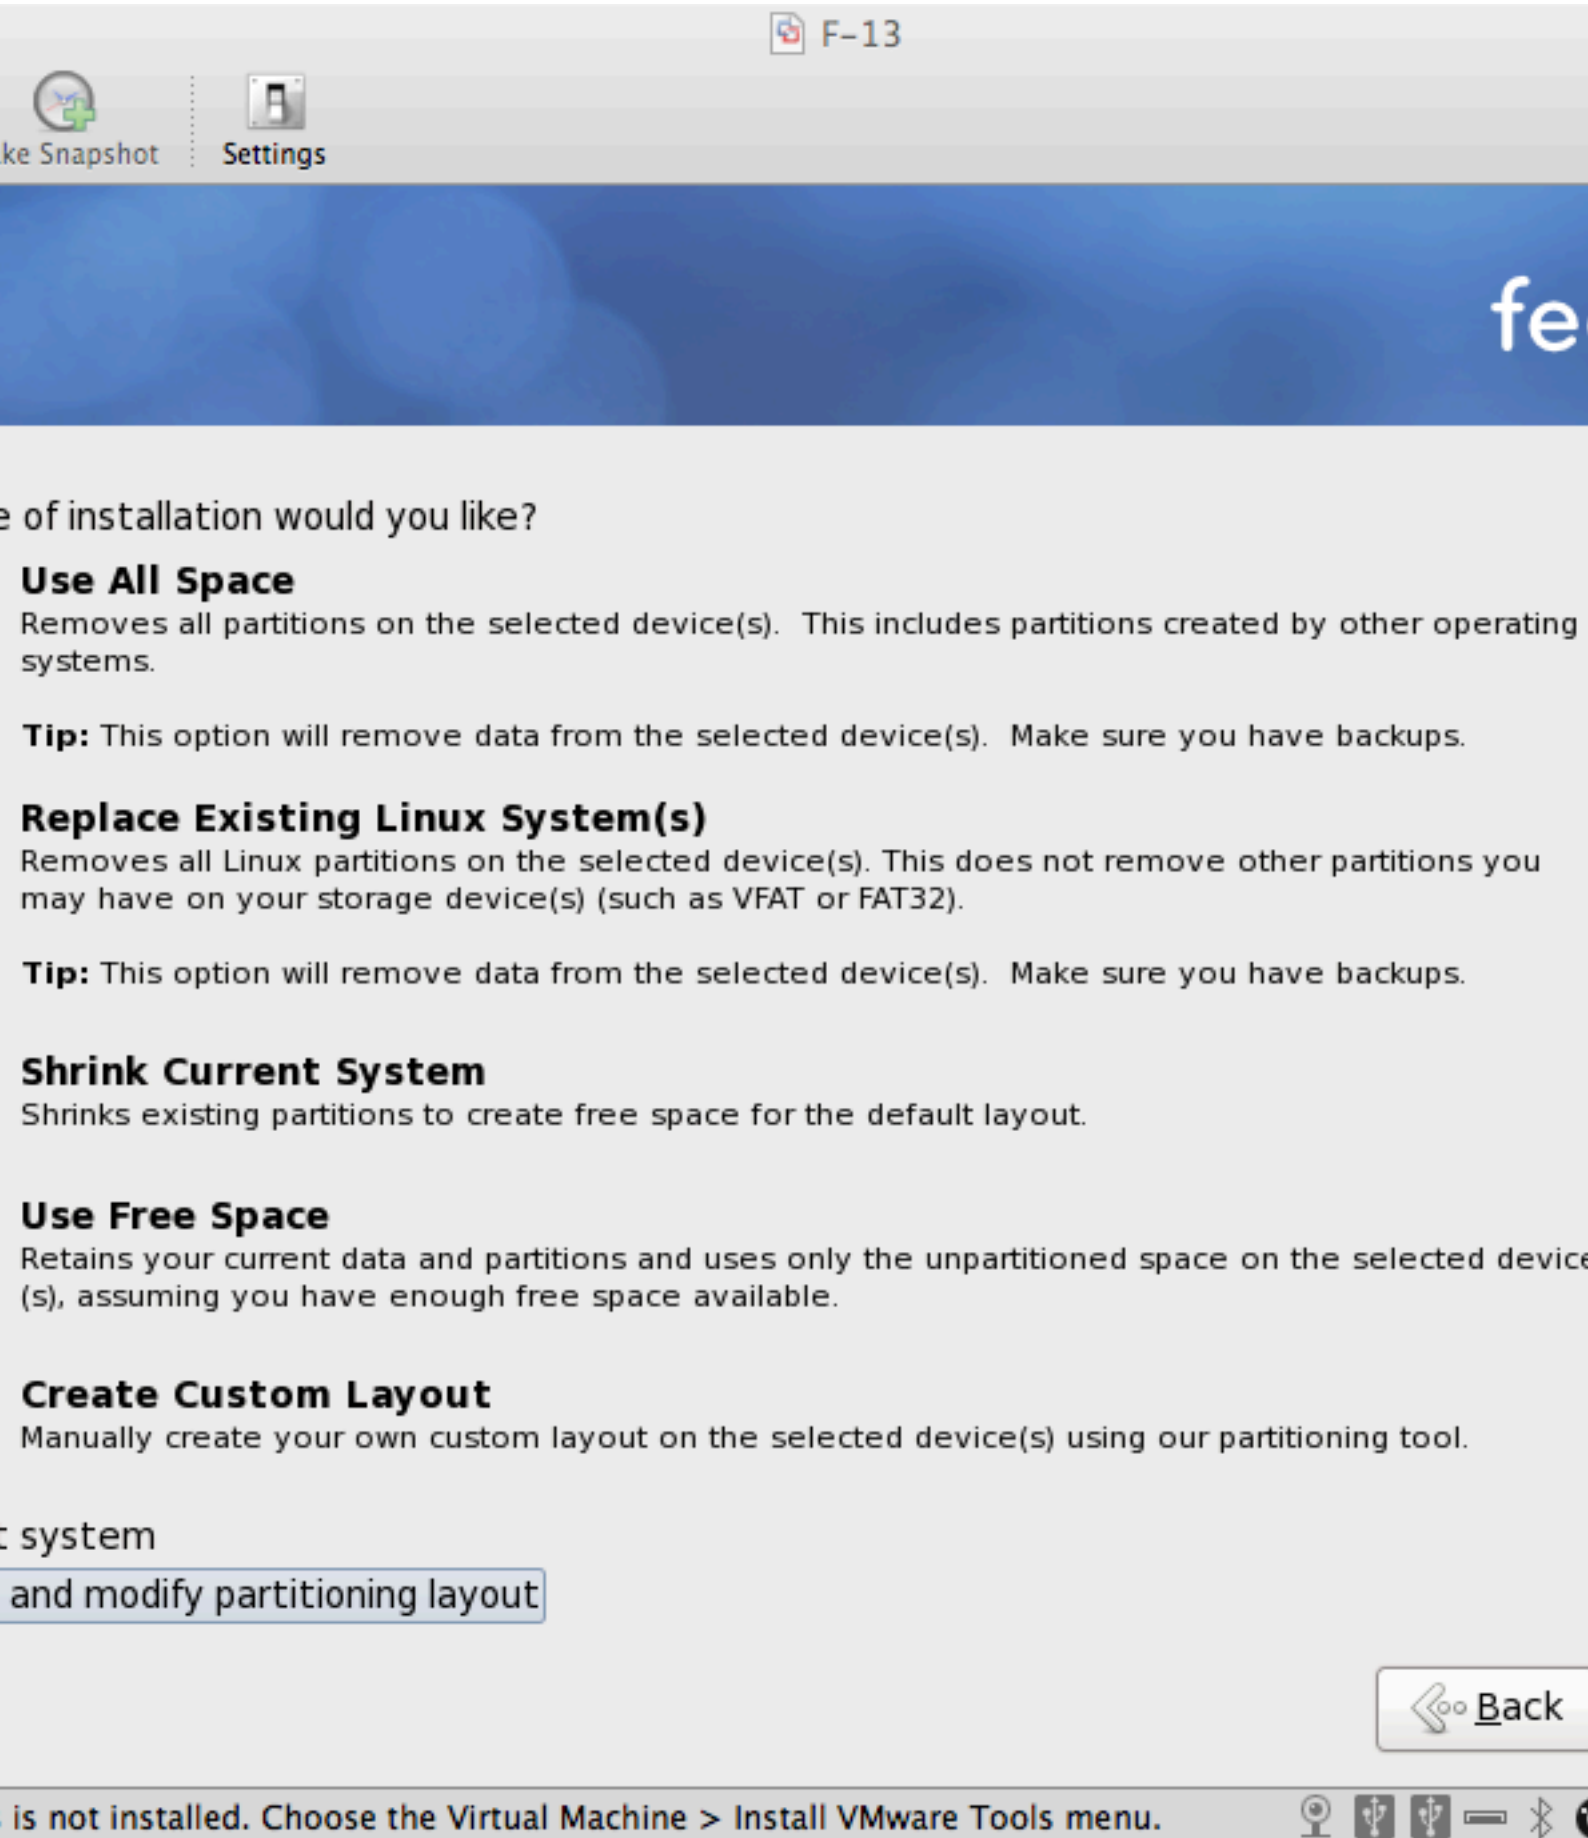 F-13
ke Snapshot
Settings
fe
e of installation would you like?
Use All Space
Removes all partitions on the selected device(s).  This includes partitions created by other operating
systems.
Tip: This option will remove data from the selected device(s).  Make sure you have backups.
Replace Existing Linux System(s)
Removes all Linux partitions on the selected device(s). This does not remove other partitions you
may have on your storage device(s) (such as VFAT or FAT32).
Tip: This option will remove data from the selected device(s).  Make sure you have backups.
Shrink Current System
Shrinks existing partitions to create free space for the default layout.
Use Free Space
Retains your current data and partitions and uses only the unpartitioned space on the selected device
(s), assuming you have enough free space available.
Create Custom Layout
Manually create your own custom layout on the selected device(s) using our partitioning tool.
t system
and modify partitioning layout
Back
is not installed. Choose the Virtual Machine > Install VMware Tools menu.